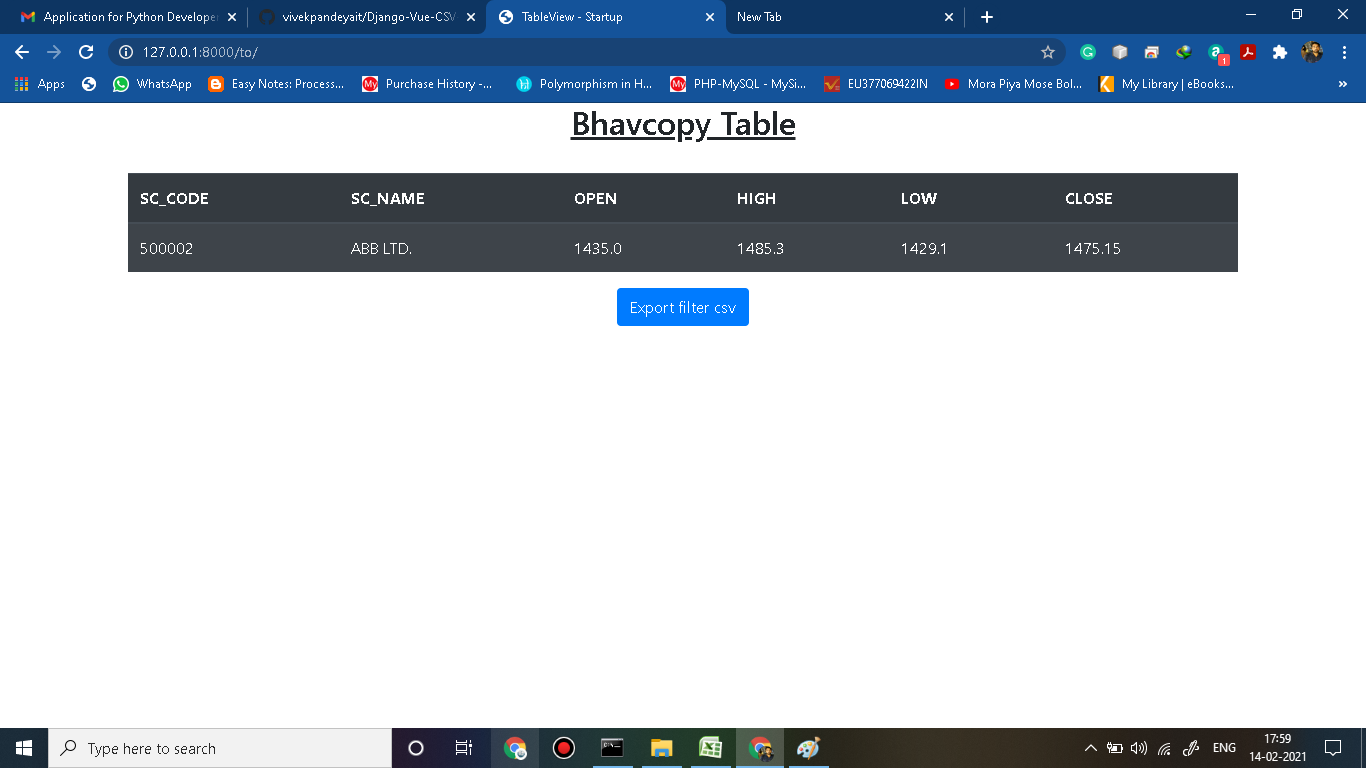 Application for Python Developer
vivekpandeyait/Django-Vue-CSV
TableView - Startup
New Tab
127.0.0.1:8000/to/
1
Apps
WhatsApp
Easy Notes: Process...
My
Purchase History -...
Polymorphism in H...
My
PHP-MySQL - MySi...
EU377069422IN
Mora Piya Mose Bol...
My Library | eBooks...
»
Bhavcopy Table
SC_CODE SC_NAME OPEN HIGH LOW CLOSE
500002 ABB LTD. 1435.0 1485.3 1429.1 1475.15
Export filter csv
Type here to search
ENG
17:59
14-02-2021